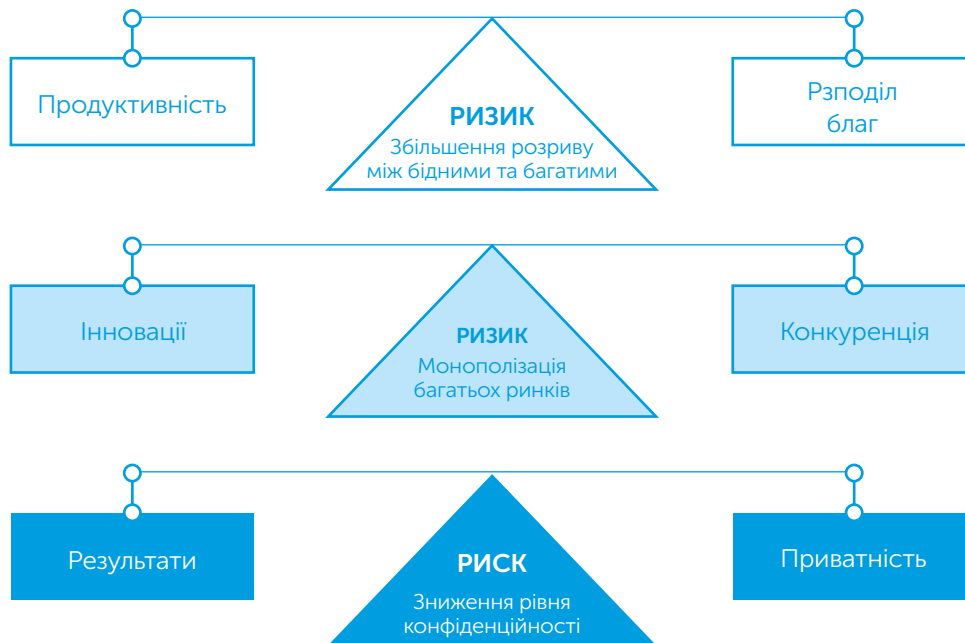 Продуктивність
РИЗИК
Збільшення розриву
між бідними та багатими
Рзподіл
благ
Інновації
РИЗИК
Монополізація
багатьох ринків
Конкуренція
Результати
РИСК
Зниження рівня
конфіденційності
Приватність